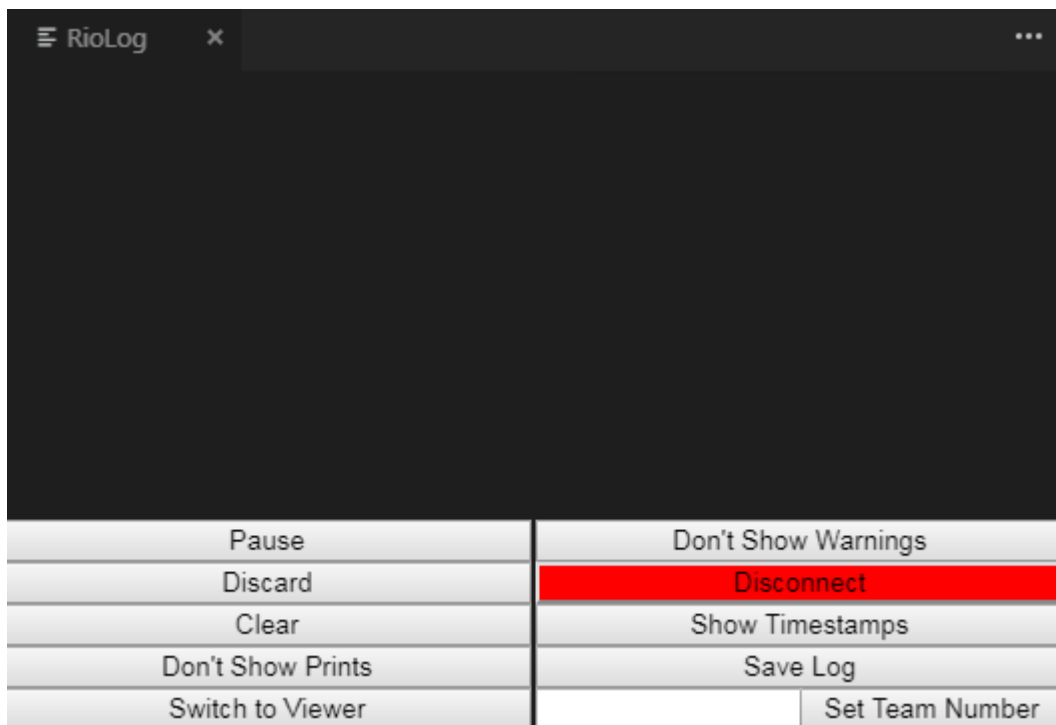 RioLog
Pause
Don't Show Warnings
Discard
Disconnect
Clear
Show Timestamps
Don't Show Prints
Save Log
Switch to Viewer
Set Team Number